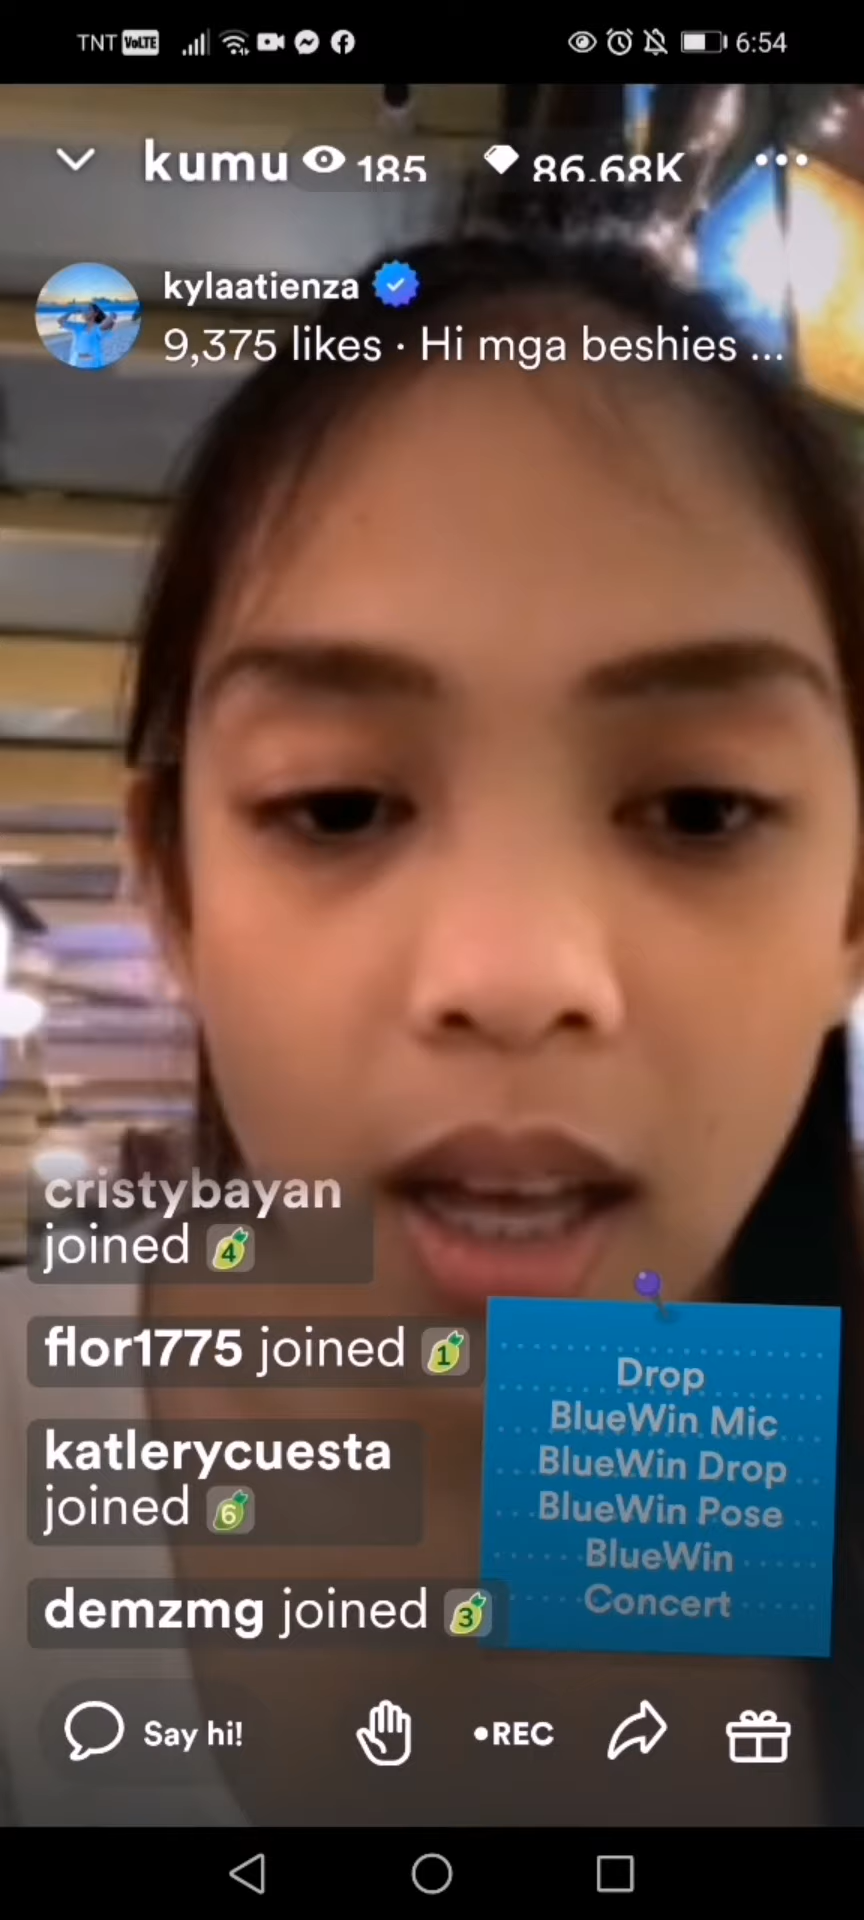 TNT VoLTE 6:54
kumu 185 86.68K
kylaatienza
9,375 likes · Hi mga beshies ...
cristybayan
joined 4
flor1775 joined 1
katlerycuesta
joined 6
demzmg joined 3
Drop
BlueWin Mic
BlueWin Drop
BlueWin Pose
BlueWin
Concert
Say hi! •REC